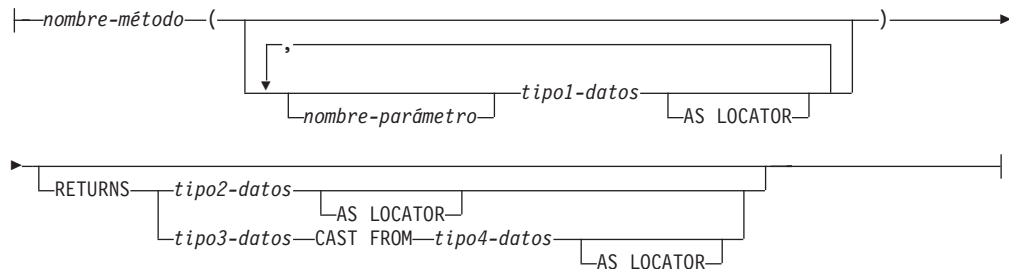 nombre-método ( )
,
nombre-parámetro tipo1-datos AS LOCATOR
RETURNS tipo2-datos AS LOCATOR
tipo3-datos CAST FROM tipo4-datos AS LOCATOR